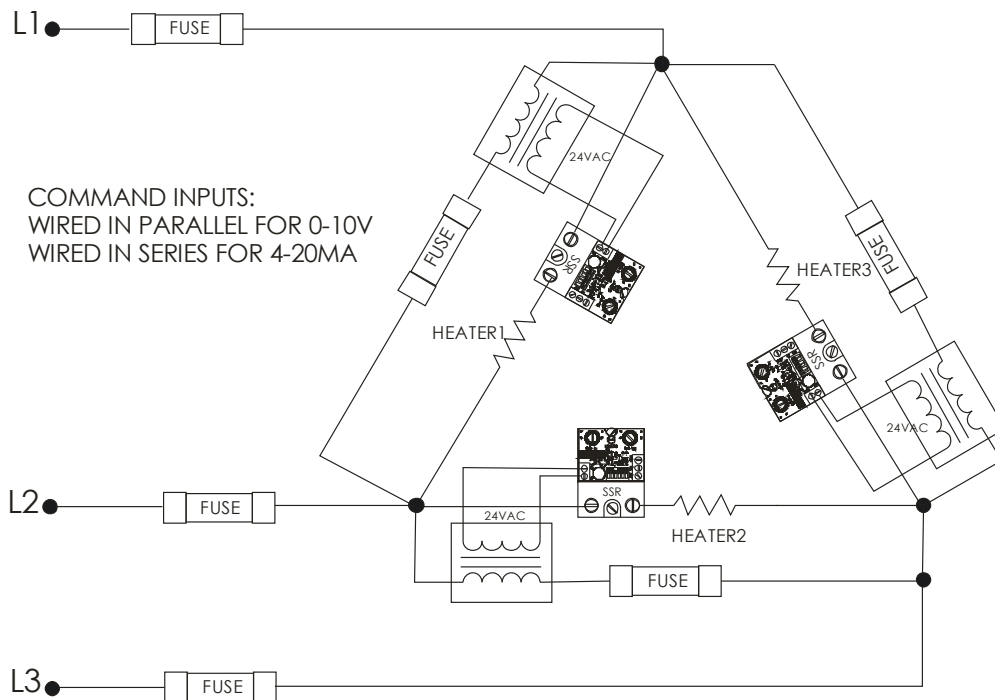 L1
FUSE
24VAC
COMMAND INPUTS:
WIRED IN PARALLEL FOR 0-10V
WIRED IN SERIES FOR 4-20MA
FUSE
SSR
HEATER1
HEATER3
FUSE
SSR
24VAC
L2
FUSE
24VAC
SSR
HEATER2
FUSE
L3
FUSE